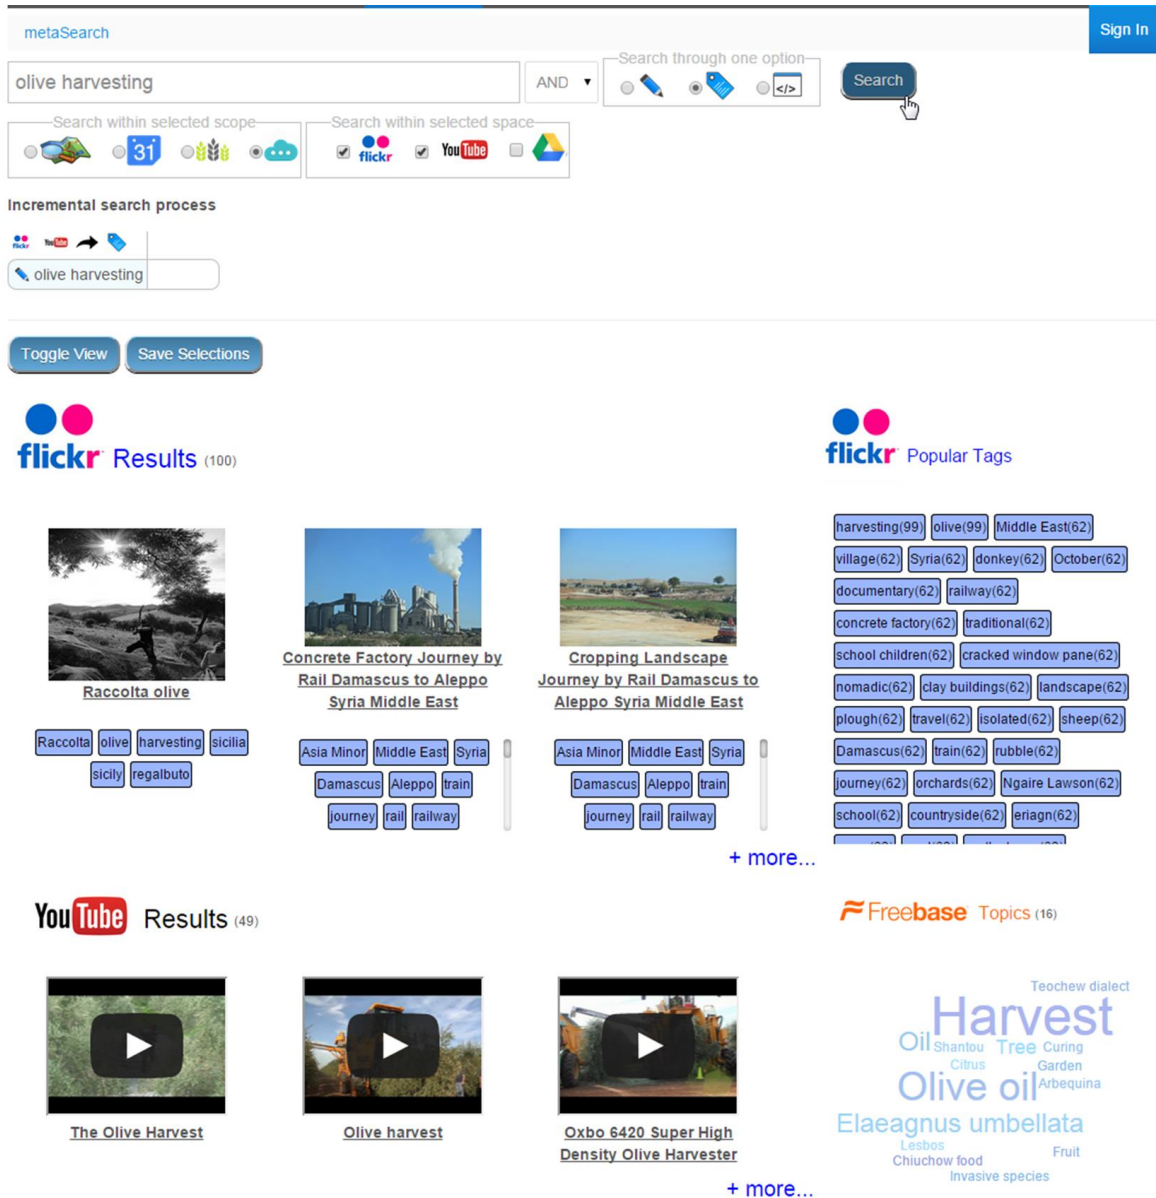 metaSearch
Sign In
Search through one option
olive harvesting
AND
</>
Search
Search within selected scope
Search within selected space
31
flickr
YouTube
Incremental search process
flickr YouTube
olive harvesting
Toggle View Save Selections
flickr Results (100)
flickr Popular Tags
Raccolta olive
Raccolta olive harvesting sicilia
sicily regalbuto
Concrete Factory Journey by
Rail Damascus to Aleppo
Syria Middle East
Asia Minor Middle East Syria
Damascus Aleppo train
journey rail railway
Cropping Landscape
Journey by Rail Damascus to
Aleppo Syria Middle East
Asia Minor Middle East Syria
Damascus Aleppo train
journey rail railway
+ more...
harvesting(99) olive(99) Middle East(62)
village(62) Syria(62) donkey(62) October(62)
documentary(62) railway(62)
concrete factory(62) traditional(62)
school children(62) cracked window pane(62)
nomadic(62) clay buildings(62) landscape(62)
plough(62) travel(62) isolated(62) sheep(62)
Damascus(62) train(62) rubble(62)
journey(62) orchards(62) Ngaire Lawson(62)
school(62) countryside(62) eriagn(62)
YouTube Results (49)
The Olive Harvest
Olive harvest
Oxbo 6420 Super High
Density Olive Harvester
+ more...
Freebase Topics (16)
Teochew dialect
Harvest
Oil Shantou Tree Curing
Citrus Garden
Olive oil Arbequina
Elaeagnus umbellata
Lesbos
Fruit
Chiuchow food
Invasive species